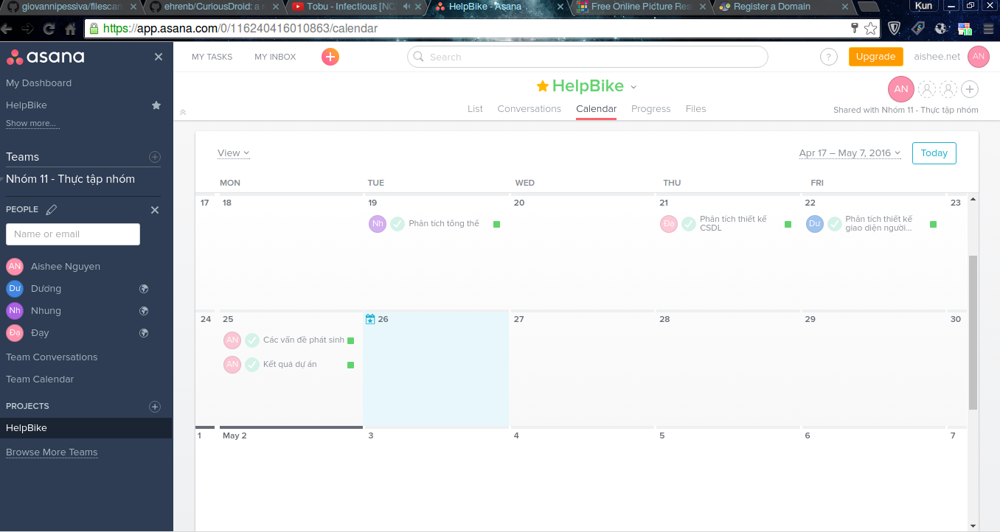 giovannipessiva/filescan
ehrenb/CuriousDroid: a r
Tobu - Infectious [NC
HelpBike - Asana
Free Online Picture Res
Register a Domain
Kun
https://app.asana.com/0/116240416010863/calendar
asana
MY TASKS
MY INBOX
Search
?
Upgrade
aishee.net
AN
My Dashboard
HelpBike
Show more...
Teams
Nhóm 11 - Thực tập nhóm
PEOPLE
Name or email
AN Aishee Nguyen
Dư Dương
Nh Nhung
Đạ Đạy
Team Conversations
Team Calendar
PROJECTS
HelpBike
Browse More Teams
HelpBike
AN
List Conversations Calendar Progress Files
Shared with Nhóm 11 - Thực tập nhóm
View
Apr 17 – May 7, 2016
Today
MON TUE WED THU FRI
17 18 19 20 21 22 23
Nh Phân tích tổng thể
Đạ Phân tích thiết kế
CSDL
Dư Phân tích thiết kế
giao diện người...
24 25 26 27 28 29 30
AN Các vấn đề phát sinh
AN Kết quả dự án
1 May 2 3 4 5 6 7